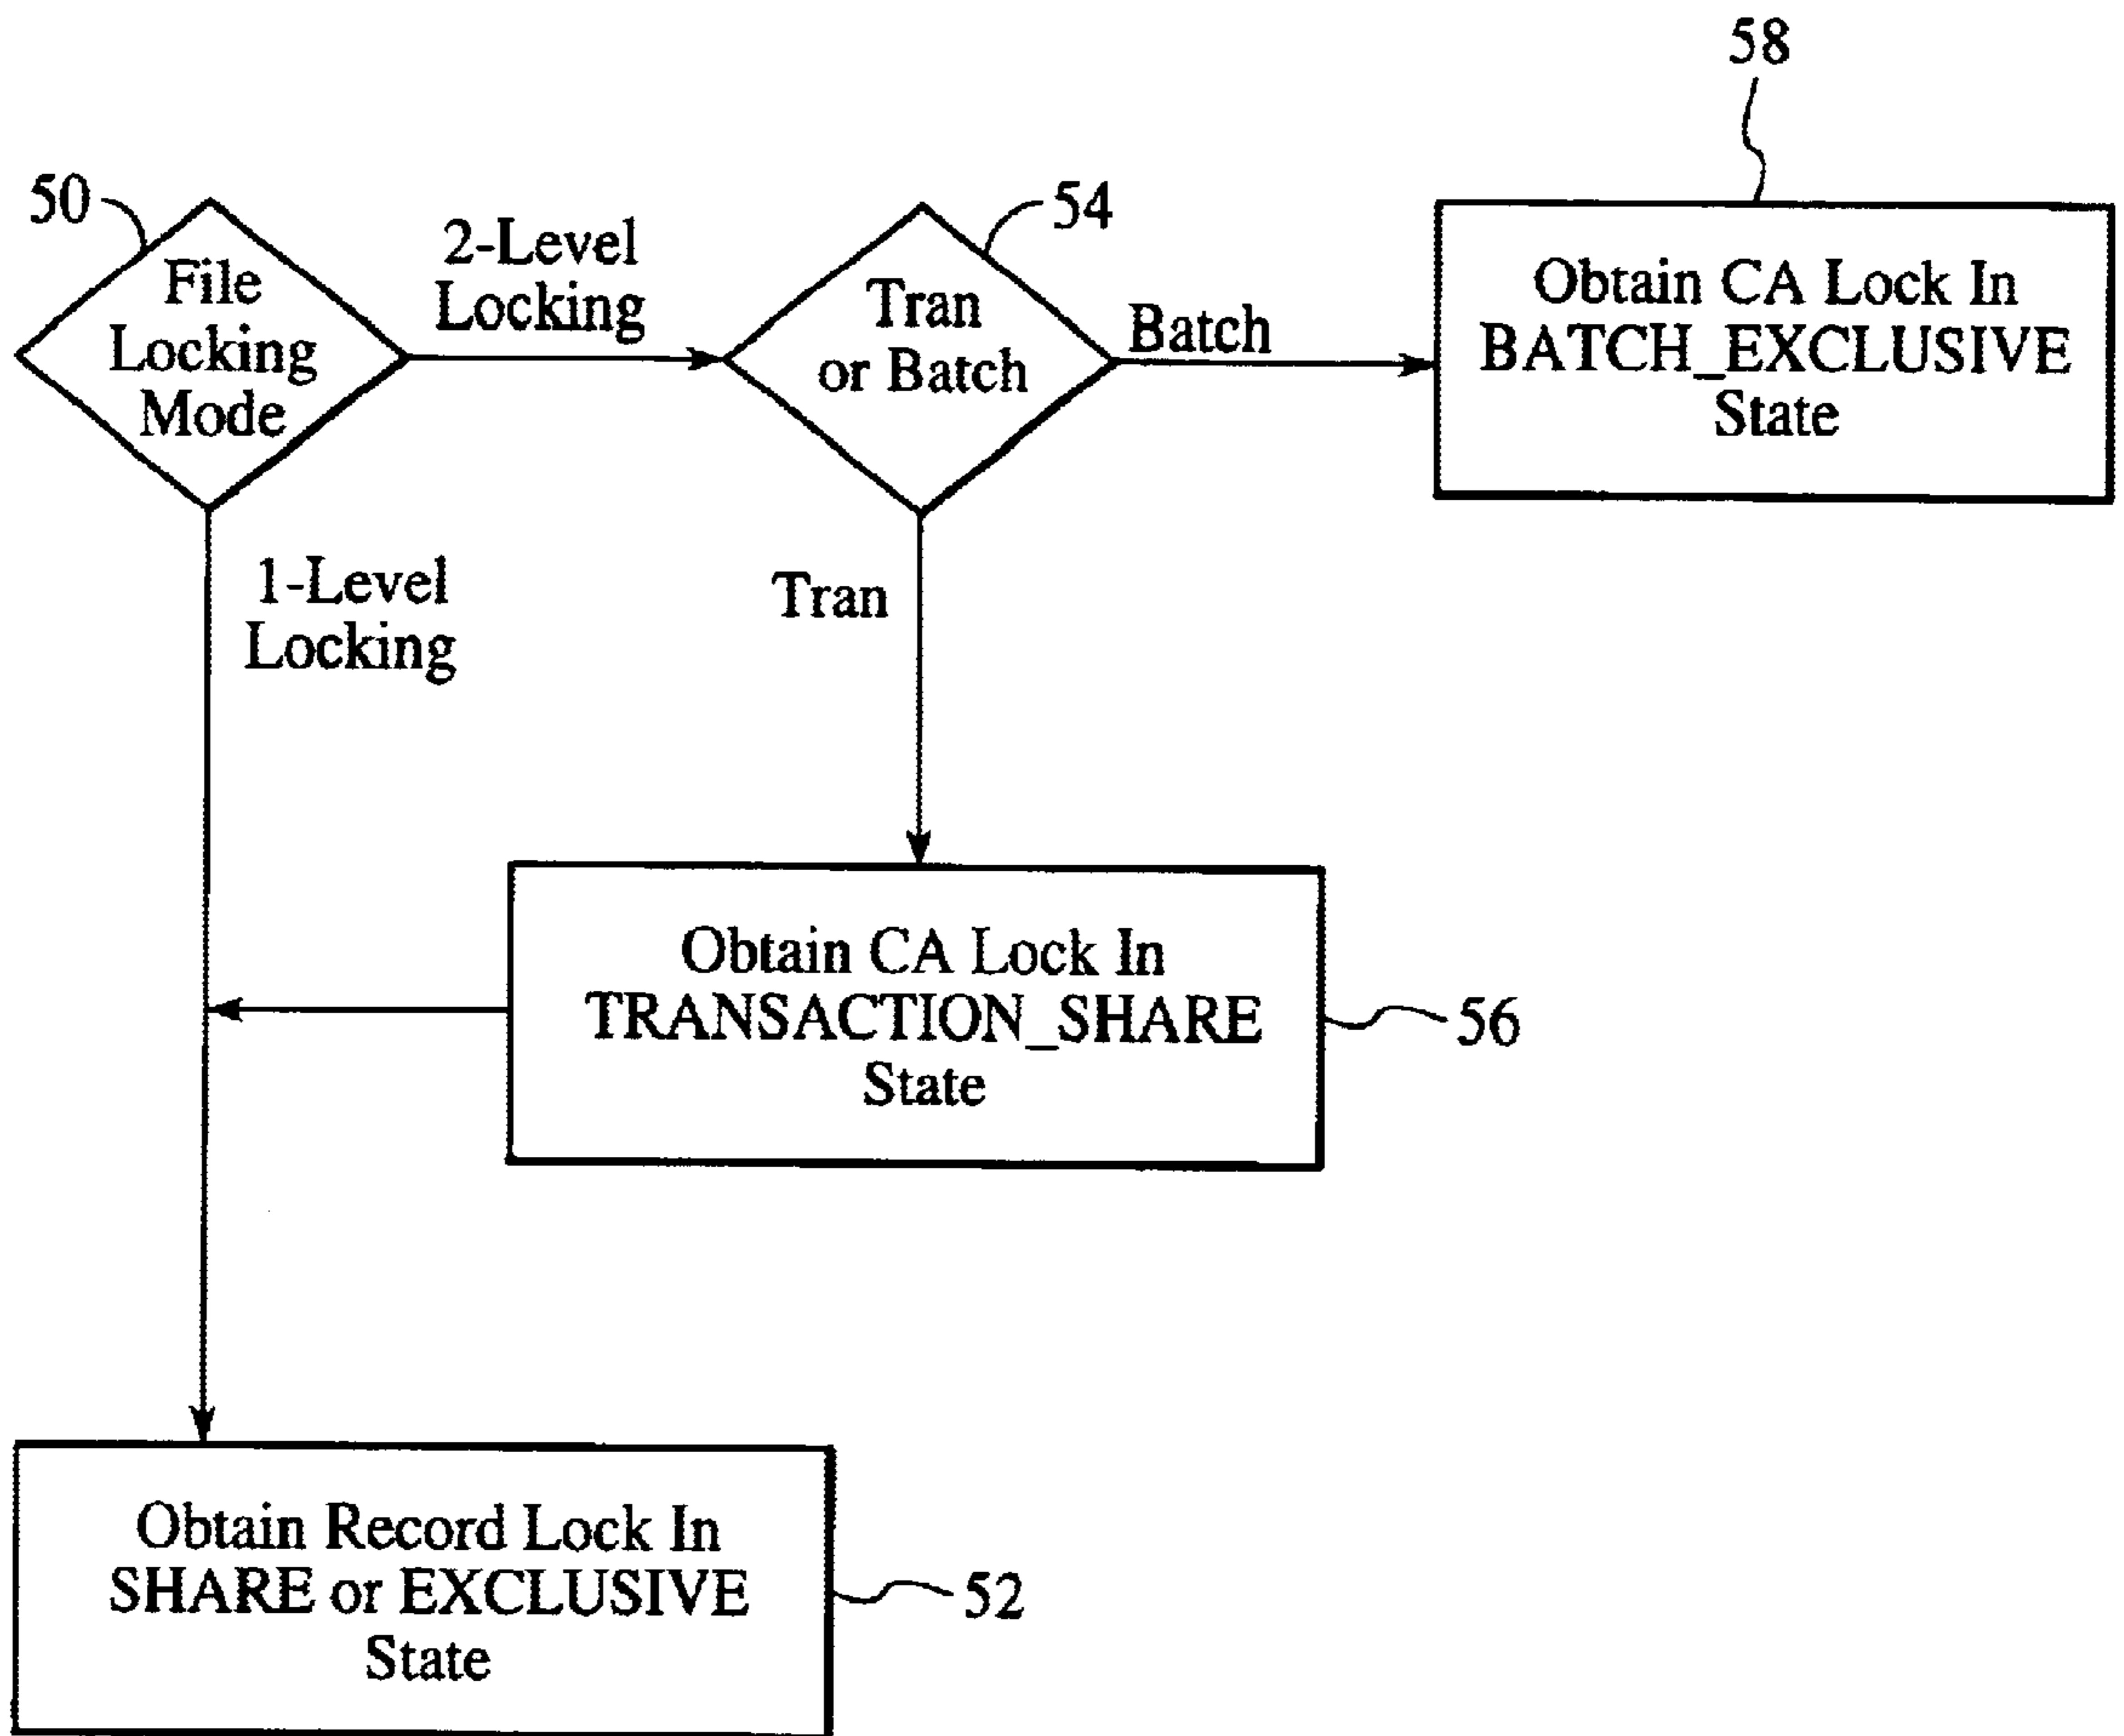 58
50
File
Locking
Mode
2-Level
Locking
54
Tran
or Batch
Batch
Obtain CA Lock In
BATCH_EXCLUSIVE
State
1-Level
Locking
Tran
Obtain CA Lock In
TRANSACTION_SHARE
State
56
Obtain Record Lock In
SHARE or EXCLUSIVE
State
52